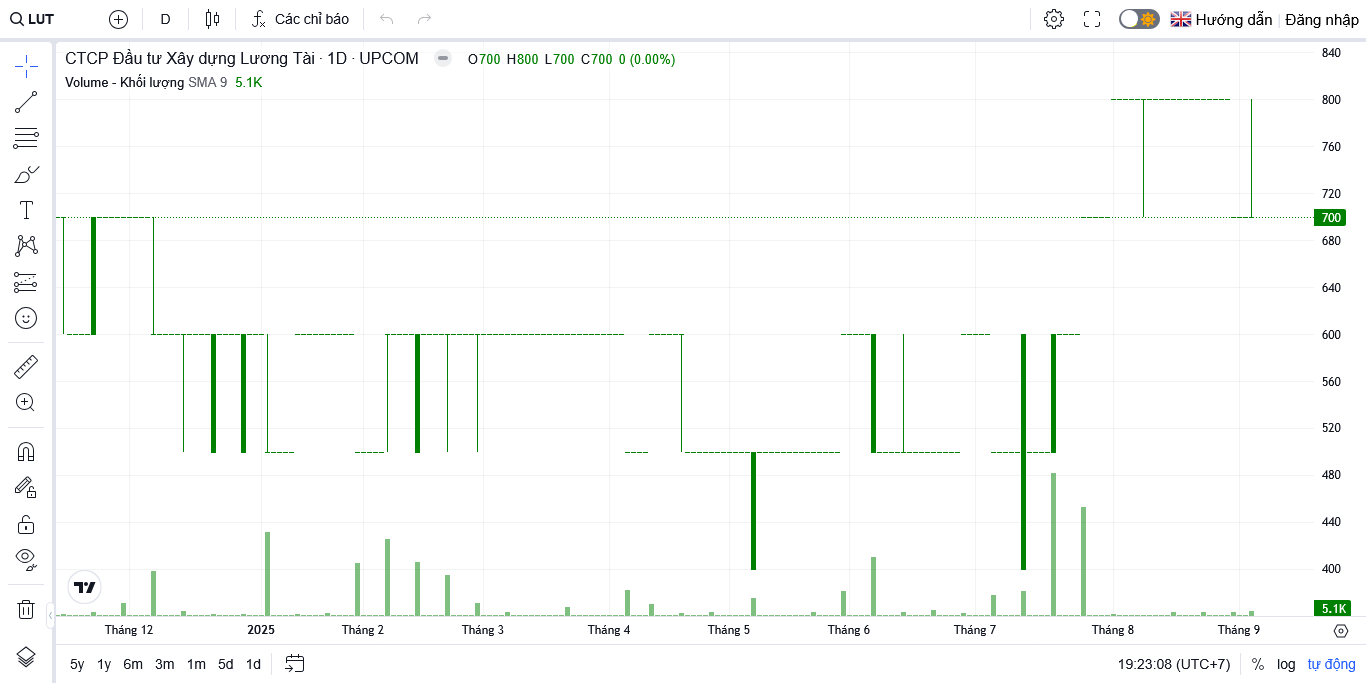 LUT D Các chỉ báo Hướng dẫn Đăng nhập
CTCP Đầu tư Xây dựng Lương Tài · 1D · UPCOM O700 H800 L700 C700 0 (0.00%)
Volume - Khối lượng SMA 9 5.1K
840
800
760
720
700
680
640
600
560
520
480
440
400
5.1K
Tháng 12 2025 Tháng 2 Tháng 3 Tháng 4 Tháng 5 Tháng 6 Tháng 7 Tháng 8 Tháng 9
5y 1y 6m 3m 1m 5d 1d 19:23:08 (UTC+7) % log tự động